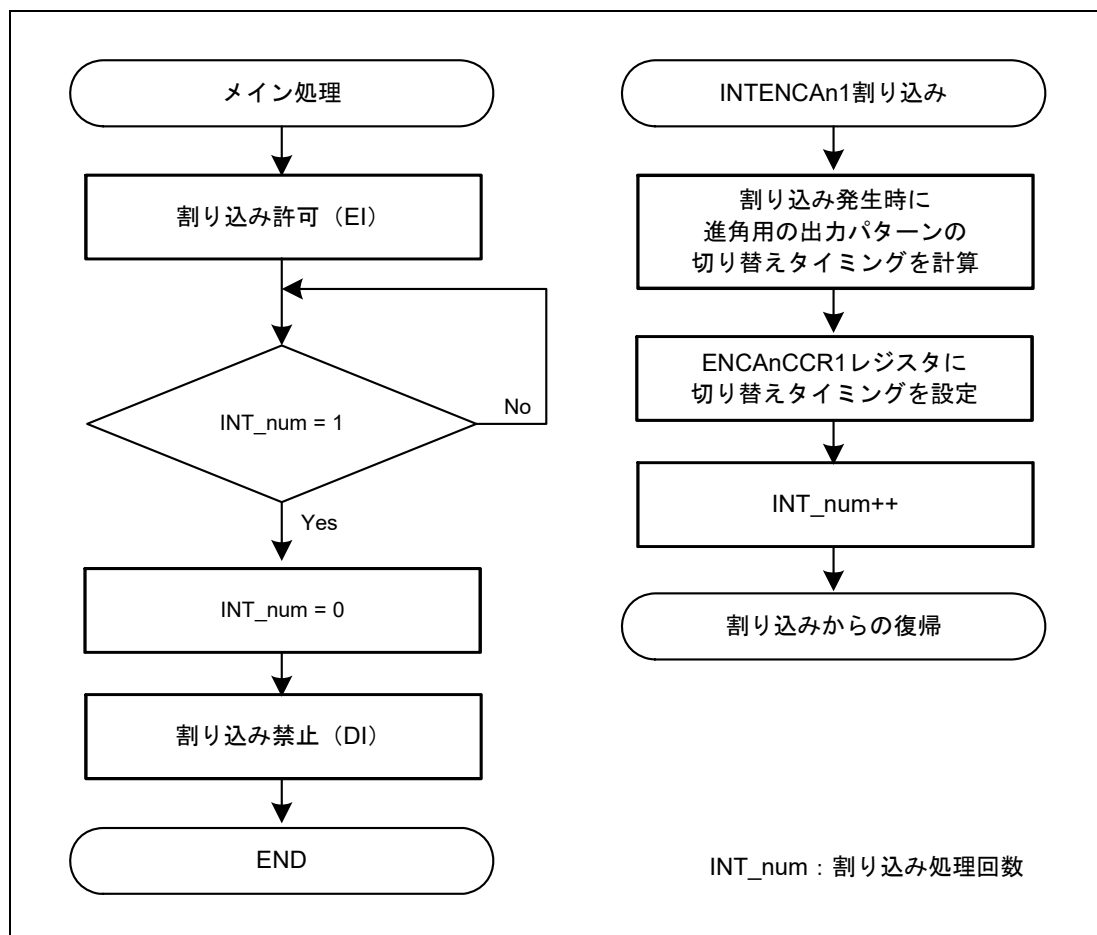 メイン処理
割り込み許可（EI）
INT_num = 1
No
Yes
INT_num = 0
割り込み禁止（DI）
END
INTENCAn1割り込み
割り込み発生時に
進角用の出力パターンの
切り替えタイミングを計算
ENCAnCCR1レジスタに
切り替えタイミングを設定
INT_num++
割り込みからの復帰
INT_num：割り込み処理回数